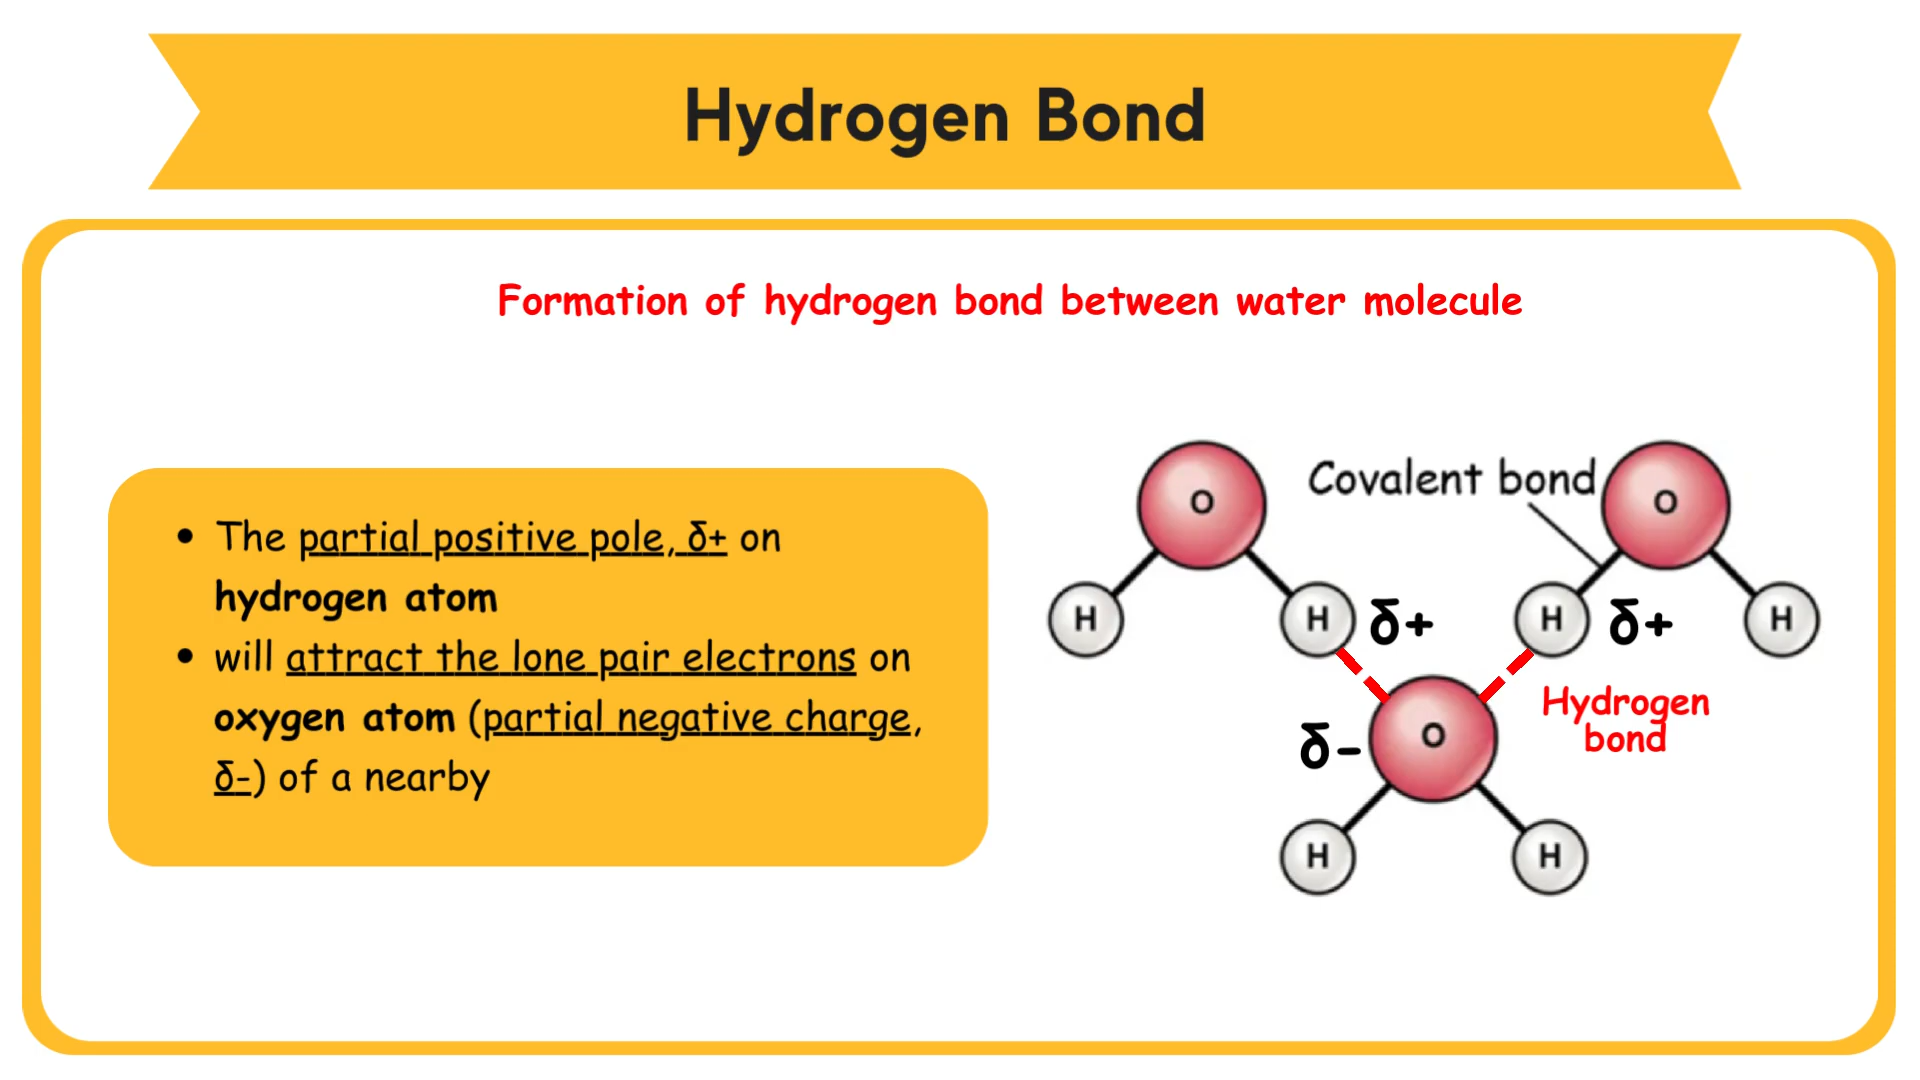 Hydrogen Bond
Formation of hydrogen bond between water molecule
• The partial positive pole, δ+ on
hydrogen atom
• will attract the lone pair electrons on
oxygen atom (partial negative charge,
δ-) of a nearby
Covalent bond
O
O
H
H
δ+
H
δ+
H
Hydrogen
bond
δ-
O
H
H